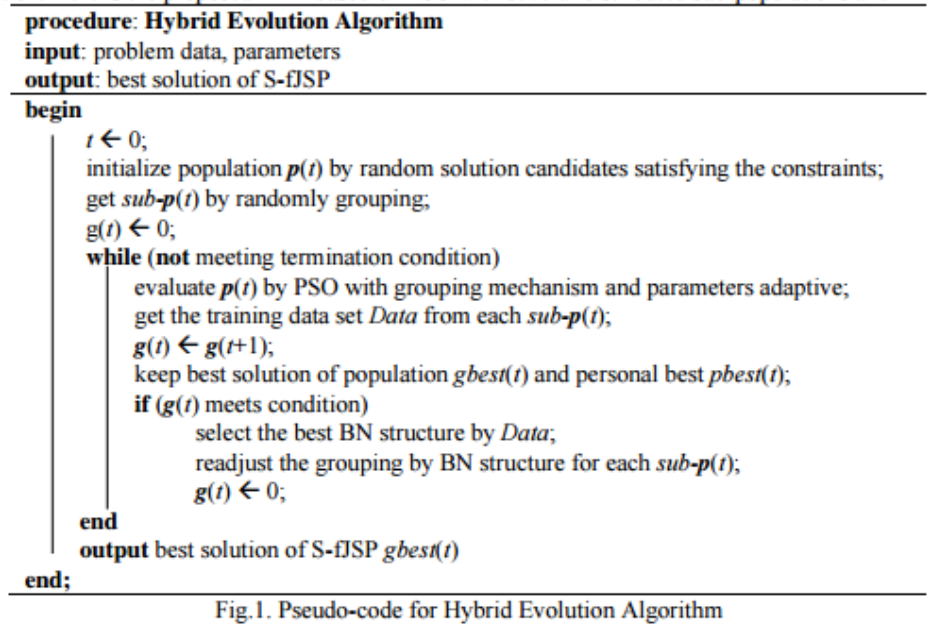 procedure: Hybrid Evolution Algorithm
input: problem data, parameters
output: best solution of S-fJSP
begin
t ← 0;
initialize population p(t) by random solution candidates satisfying the constraints;
get sub-p(t) by randomly grouping;
g(t) ← 0;
while (not meeting termination condition)
evaluate p(t) by PSO with grouping mechanism and parameters adaptive;
get the training data set Data from each sub-p(t);
g(t) ← g(t+1);
keep best solution of population gbest(t) and personal best pbest(t);
if (g(t) meets condition)
select the best BN structure by Data;
readjust the grouping by BN structure for each sub-p(t);
g(t) ← 0;
end
output best solution of S-fJSP gbest(t)
end;
Fig.1. Pseudo-code for Hybrid Evolution Algorithm